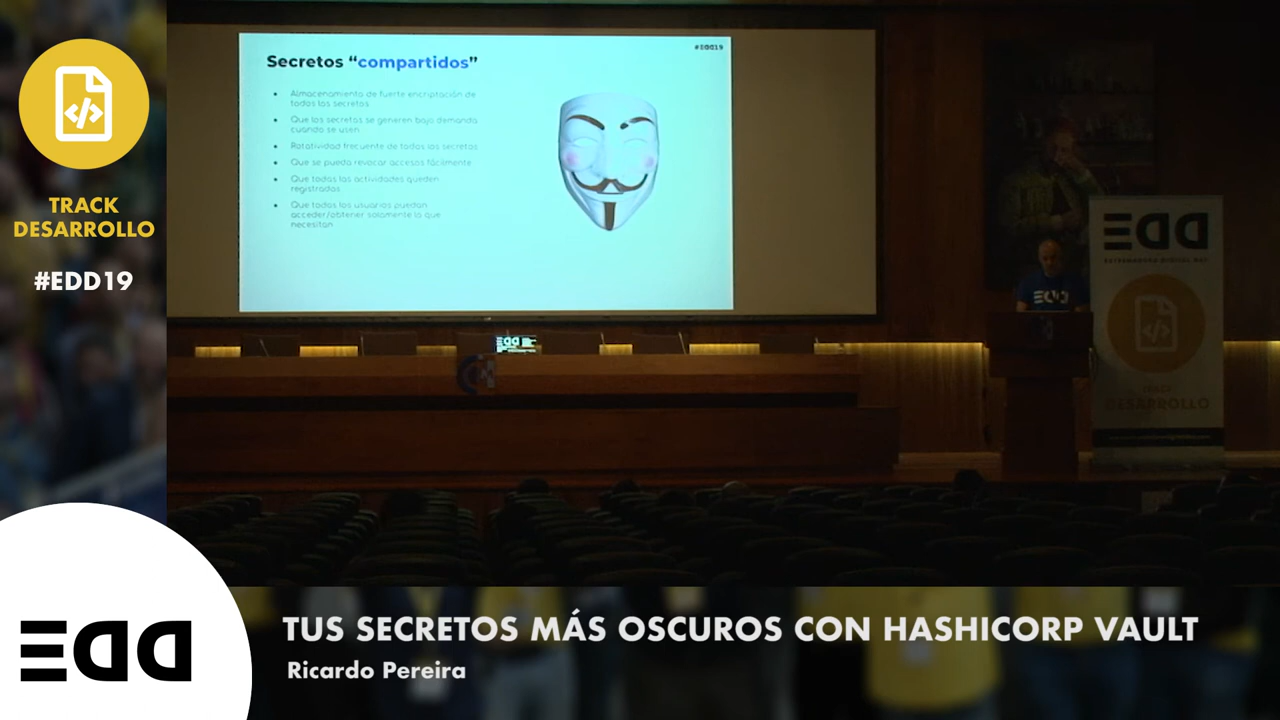 TRACK
DESARROLLO
#EDD19
#EDD19
Secretos “compartidos”
• Almacenamiento de fuerte encriptación de
todos los secretos
• Que los secretos se generen bajo demanda
cuando se usen
• Rotatividad frecuente de todos los secretos
• Que se pueda revocar accesos fácilmente
• Que todas las actividades queden
registradas
• Que todos los usuarios puedan
acceder/obtener solamente lo que
necesitan
EDD
EDD
EDD
TRACK
DESARROLLO
EDD
TUS SECRETOS MÁS OSCUROS CON HASHICORP VAULT
Ricardo Pereira